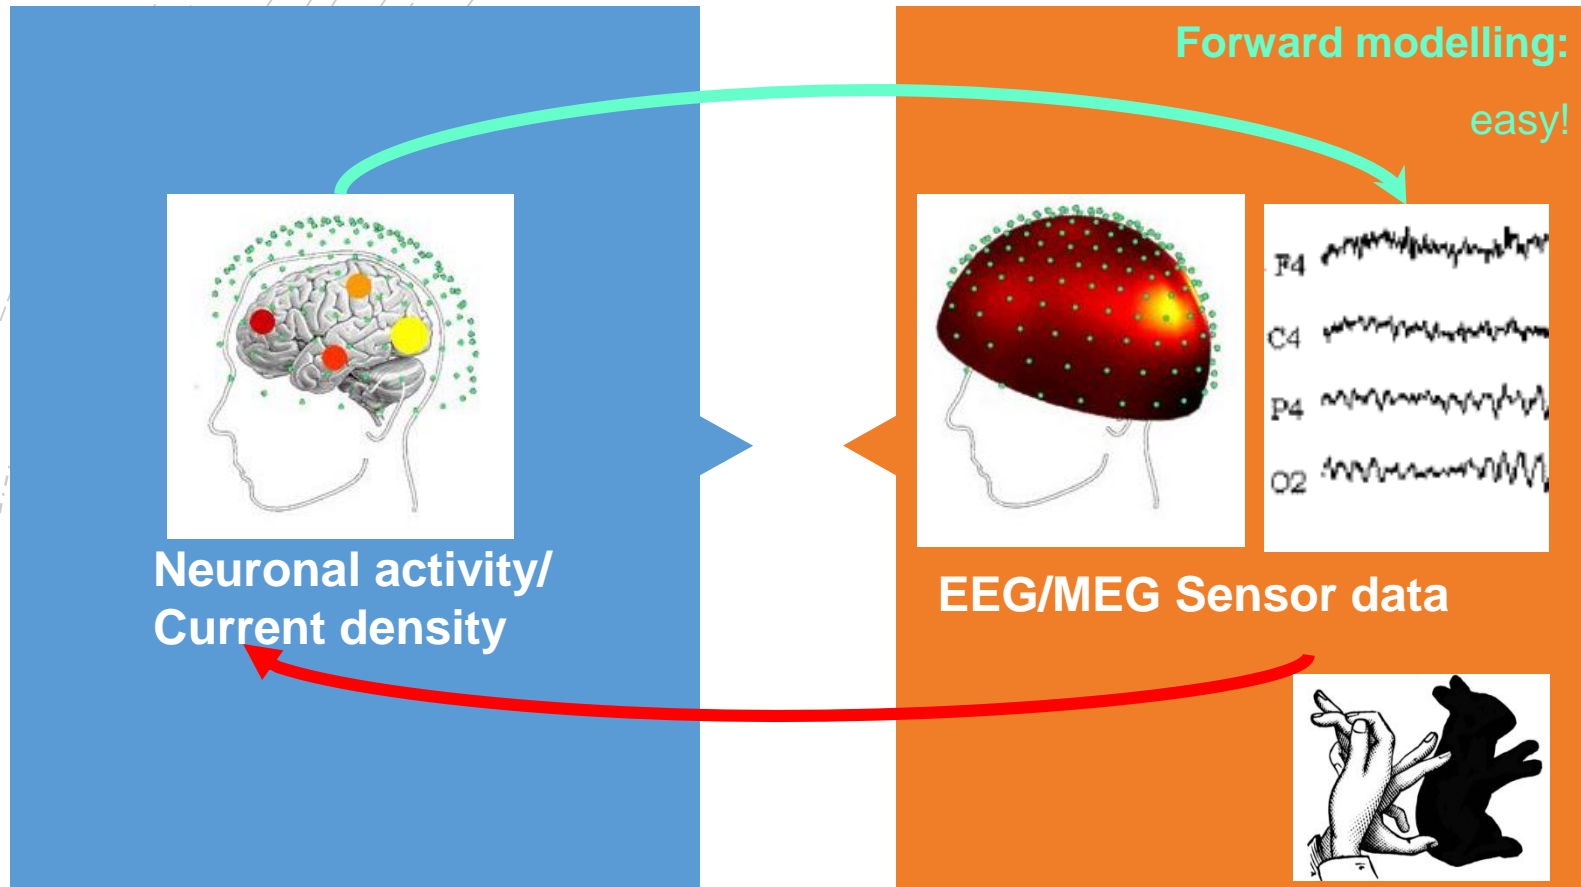 Forward modelling:
easy!
F4
C4
P4
O2
Neuronal activity/
Current density
EEG/MEG Sensor data